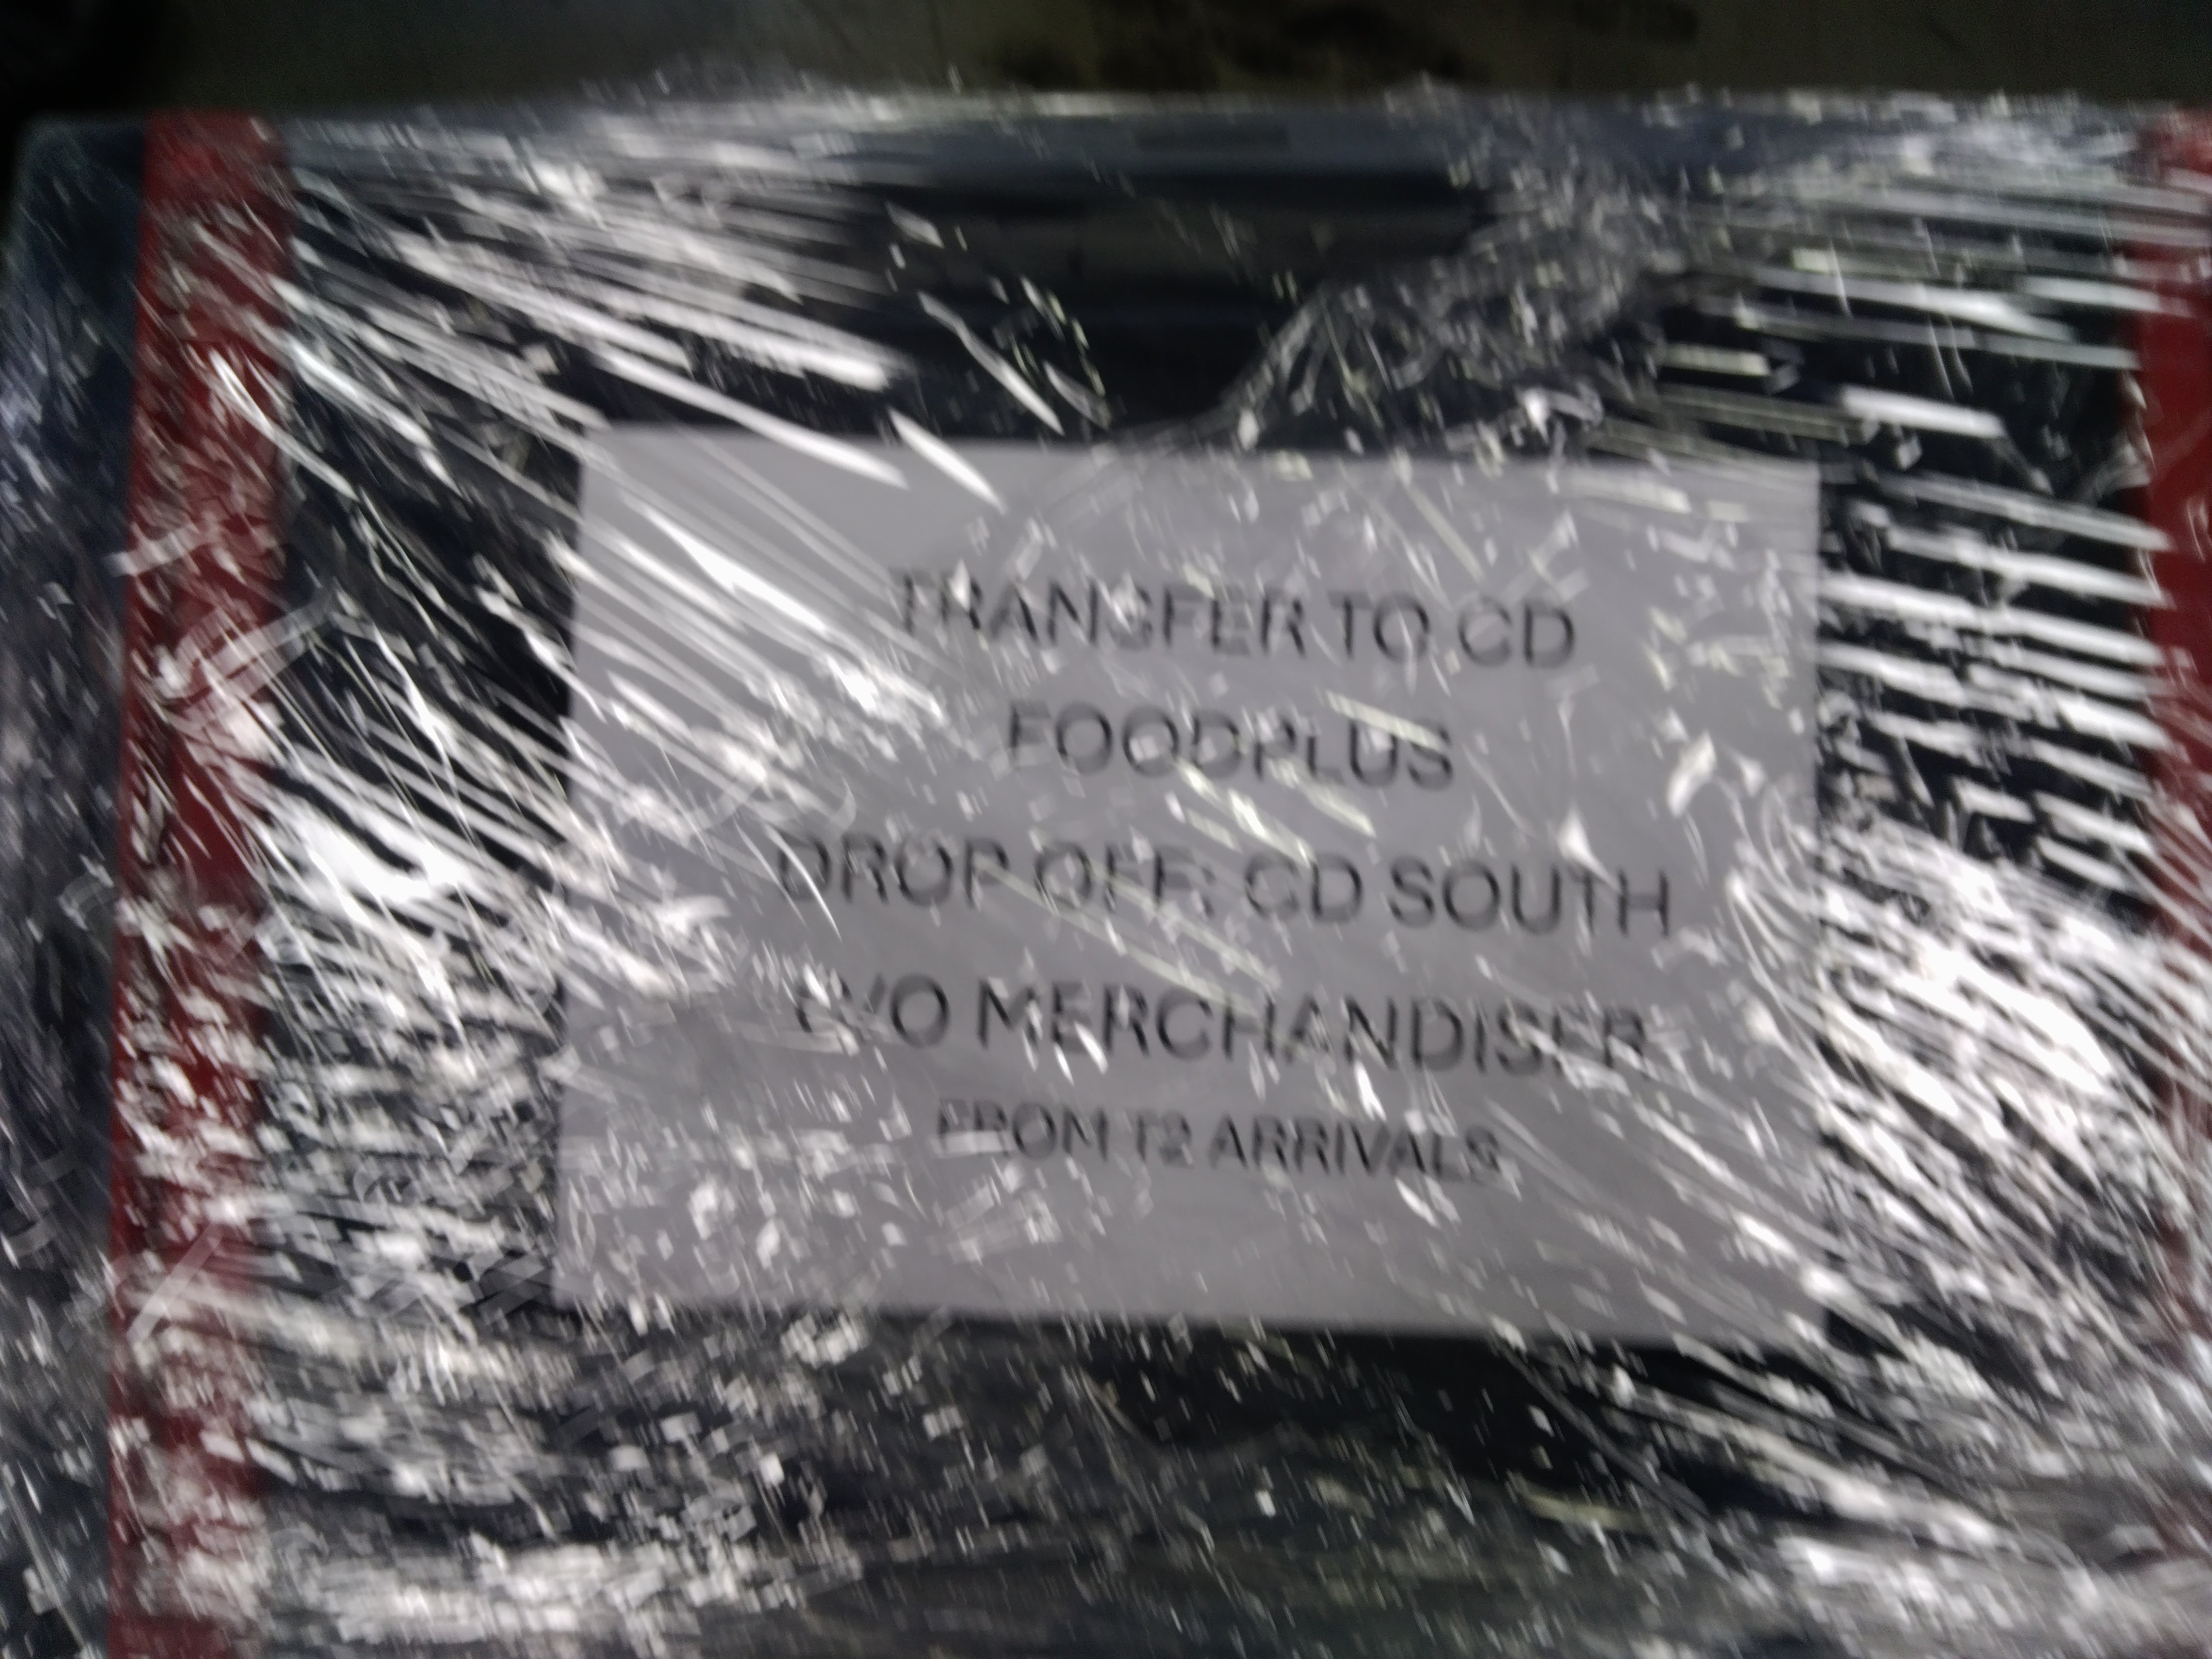 TRANSFER TO CD
FOODPLUS
DROP OFF: CD SOUTH
C/O MERCHANDISER
FROM T2 ARRIVALS